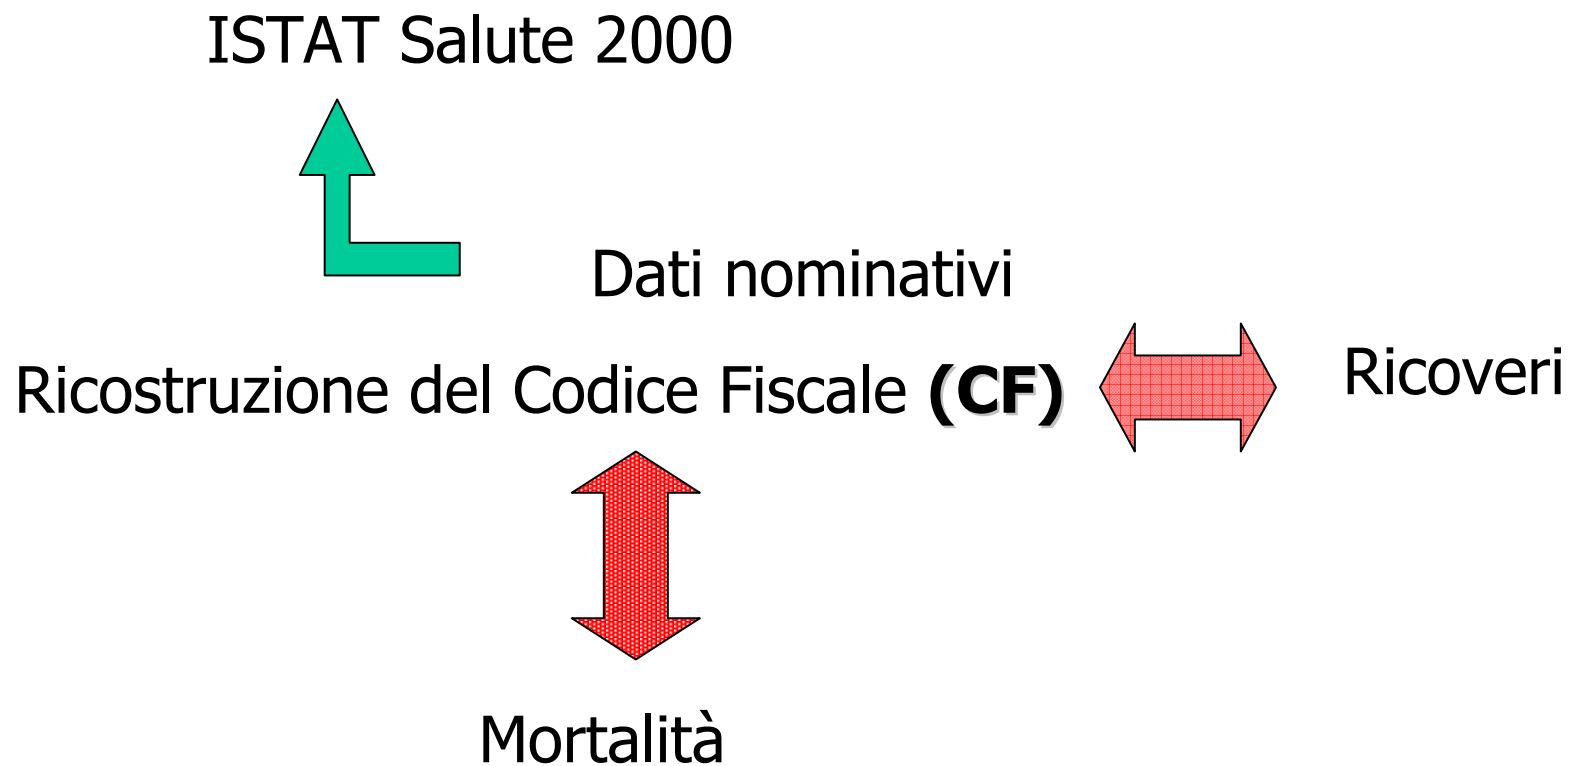 ISTAT Salute 2000
Dati nominativi
Ricostruzione del Codice Fiscale (CF)
Ricoveri
Mortalità